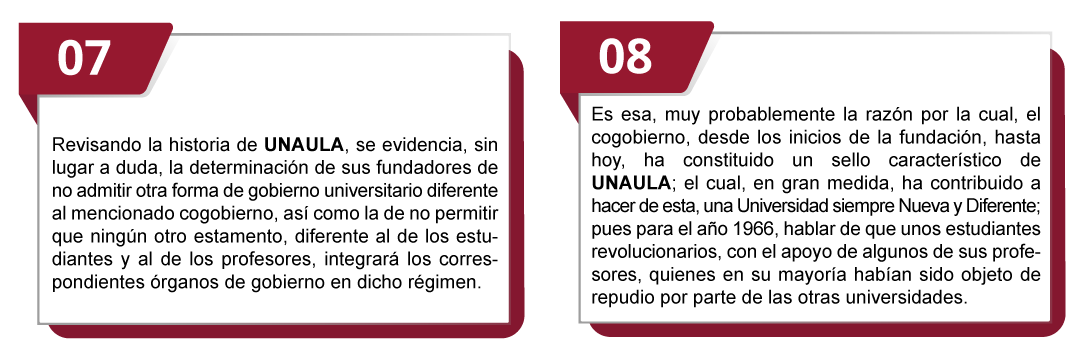 07
Revisando la historia de UNAULA, se evidencia, sin
lugar a duda, la determinación de sus fundadores de
no admitir otra forma de gobierno universitario diferente
al mencionado cogobierno, así como la de no permitir
que ningún otro estamento, diferente al de los estu-
diantes y al de los profesores, integrará los corres-
pondientes órganos de gobierno en dicho régimen.
08
Es esa, muy probablemente la razón por la cual, el
cogobierno, desde los inicios de la fundación, hasta
hoy, ha constituido un sello característico de
UNAULA; el cual, en gran medida, ha contribuido a
hacer de esta, una Universidad siempre Nueva y Diferente;
pues para el año 1966, hablar de que unos estudiantes
revolucionarios, con el apoyo de algunos de sus profe-
sores, quienes en su mayoría habían sido objeto de
repudio por parte de las otras universidades.